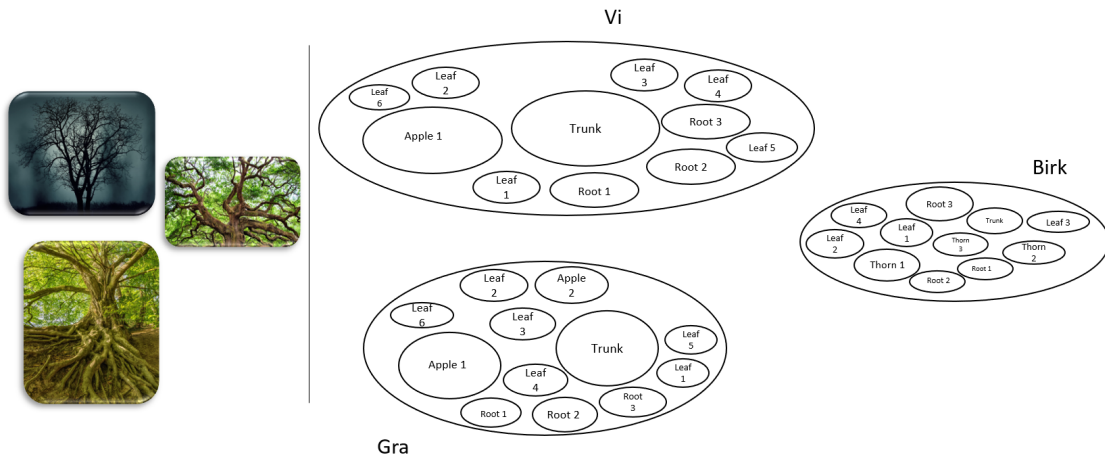 Vi
Leaf
3
Leaf
2
Leaf
4
Leaf
6
Root 3
Trunk
Apple 1
Leaf 5
Root 2
Leaf
1
Root 1
Birk
Root 3
Leaf
4
Trunk
Leaf 3
Leaf
1
Leaf
2
Thorn
3
Thorn
2
Thorn 1
Root 1
Root 2
Leaf
2
Apple
2
Leaf
6
Leaf
3
Leaf
5
Trunk
Apple 1
Leaf
1
Leaf
4
Root
3
Root 1
Root 2
Gra